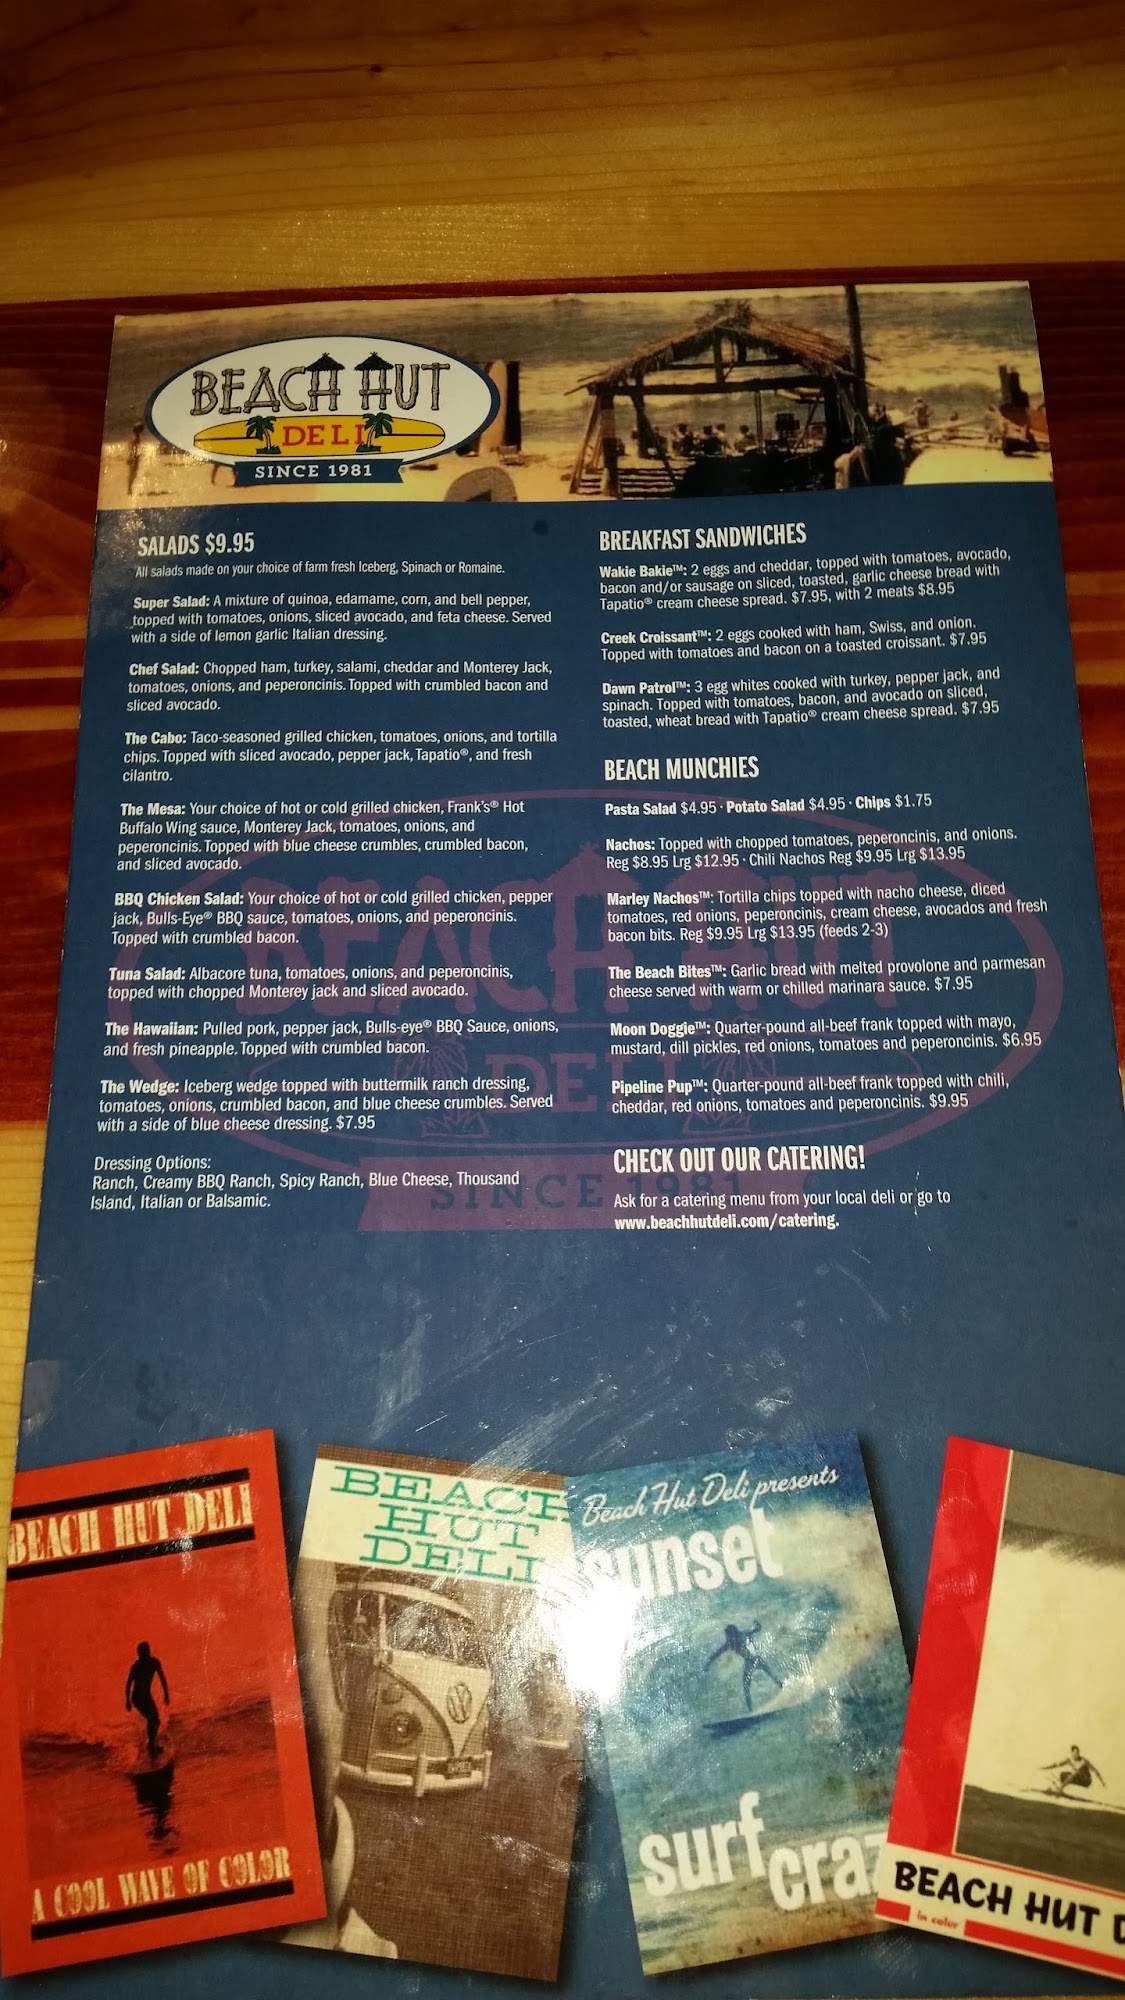 BEACH HUT
DELI
SINCE 1981
SALADS $9.95
All salads made on your choice of farm fresh Iceberg, Spinach or Romaine.
Super Salad: A mixture of quinoa, edamame, corn, and bell pepper,
topped with tomatoes, onions, sliced avocado, and feta cheese. Served
with a side of lemon garlic Italian dressing.
Chef Salad: Chopped ham, turkey, salami, cheddar and Monterey Jack,
tomatoes, onions, and peperoncinis. Topped with crumbled bacon and
sliced avocado.
The Cabo: Taco-seasoned grilled chicken, tomatoes, onions, and tortilla
chips. Topped with sliced avocado, pepper jack, Tapatio®, and fresh
cilantro.
The Mesa: Your choice of hot or cold grilled chicken, Frank's® Hot
Buffalo Wing sauce, Monterey Jack, tomatoes, onions, and
peperoncinis. Topped with blue cheese crumbles, crumbled bacon,
and sliced avocado.
BBQ Chicken Salad: Your choice of hot or cold grilled chicken, pepper
jack, Bulls-Eye® BBQ sauce, tomatoes, onions, and peperoncinis.
Topped with crumbled bacon.
Tuna Salad: Albacore tuna, tomatoes, onions, and peperoncinis,
topped with chopped Monterey jack and sliced avocado.
The Hawaiian: Pulled pork, pepper jack, Bulls-eye® BBQ Sauce, onions,
and fresh pineapple. Topped with crumbled bacon.
The Wedge: Iceberg wedge topped with buttermilk ranch dressing,
tomatoes, onions, crumbled bacon, and blue cheese crumbles. Served
with a side of blue cheese dressing. $7.95
Dressing Options:
Ranch, Creamy BBQ Ranch, Spicy Ranch, Blue Cheese, Thousand
Island, Italian or Balsamic.
BREAKFAST SANDWICHES
Wakie Bakie™: 2 eggs and cheddar, topped with tomatoes, avocado,
bacon and/or sausage on sliced, toasted, garlic cheese bread with
Tapatio® cream cheese spread. $7.95, with 2 meats $8.95
Creek Croissant™: 2 eggs cooked with ham, Swiss, and onion.
Topped with tomatoes and bacon on a toasted croissant. $7.95
Dawn Patrol™: 3 egg whites cooked with turkey, pepper jack, and
spinach. Topped with tomatoes, bacon, and avocado on sliced,
toasted, wheat bread with Tapatio® cream cheese spread. $7.95
BEACH MUNCHIES
Pasta Salad $4.95 · Potato Salad $4.95 · Chips $1.75
Nachos: Topped with chopped tomatoes, peperoncinis, and onions.
Reg $8.95 Lrg $12.95 · Chili Nachos Reg $9.95 Lrg $13.95
Marley Nachos™: Tortilla chips topped with nacho cheese, diced
tomatoes, red onions, peperoncinis, cream cheese, avocados and fresh
bacon bits. Reg $9.95 Lrg $13.95 (feeds 2-3)
The Beach Bites™: Garlic bread with melted provolone and parmesan
cheese served with warm or chilled marinara sauce. $7.95
Moon Doggie™: Quarter-pound all-beef frank topped with mayo,
mustard, dill pickles, red onions, tomatoes and peperoncinis. $6.95
Pipeline Pup™: Quarter-pound all-beef frank topped with chili,
cheddar, red onions, tomatoes and peperoncinis. $9.95
CHECK OUT OUR CATERING!
Ask for a catering menu from your local deli or go to
www.beachhutdeli.com/catering.
BEACH HUT
DELI
SINCE 1981
BEACH HUT DELI
A COOL WAVE OF COLOR
BEACH
HUT
DELI
Beach Hut Deli presents
sunset
surf
craz
BEACH HUT D
in color